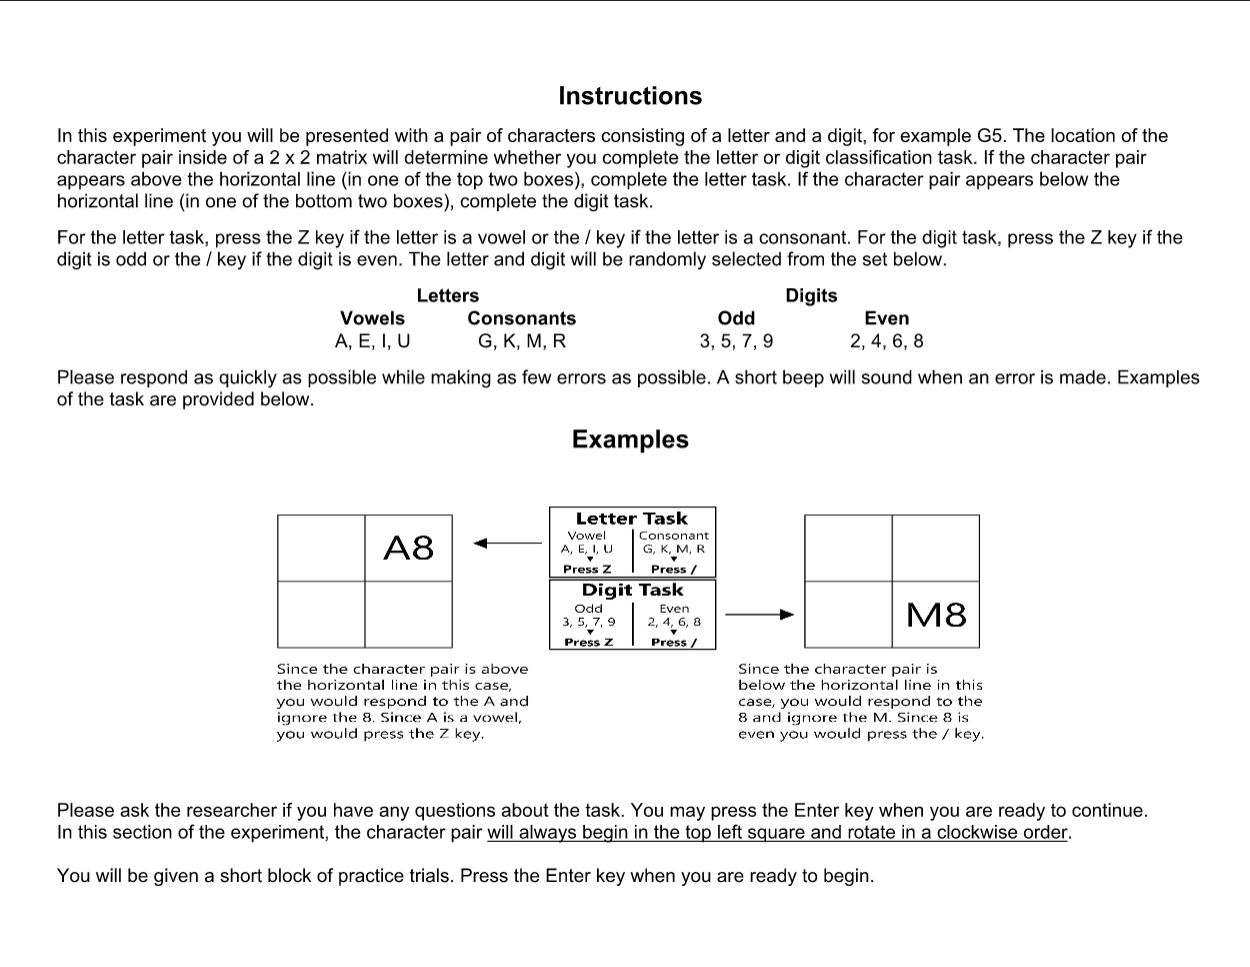 Instructions
In this experiment you will be presented with a pair of characters consisting of a letter and a digit, for example G5. The location of the
character pair inside of a 2 x 2 matrix will determine whether you complete the letter or digit classification task. If the character pair
appears above the horizontal line (in one of the top two boxes), complete the letter task. If the character pair appears below the
horizontal line (in one of the bottom two boxes), complete the digit task.
For the letter task, press the Z key if the letter is a vowel or the / key if the letter is a consonant. For the digit task, press the Z key if the
digit is odd or the / key if the digit is even. The letter and digit will be randomly selected from the set below.
Letters Digits
Vowels Consonants Odd Even
A, E, I, U G, K, M, R 3, 5, 7, 9 2, 4, 6, 8
Please respond as quickly as possible while making as few errors as possible. A short beep will sound when an error is made. Examples
of the task are provided below.
Examples
A8
Since the character pair is above
the horizontal line in this case,
you would respond to the A and
ignore the 8. Since A is a vowel,
you would press the Z key.
Letter Task
Vowel Consonant
A, E, I, U G, K, M, R
Press Z Press /
Digit Task
Odd Even
3, 5, 7, 9 2, 4, 6, 8
Press Z Press /
M8
Since the character pair is
below the horizontal line in this
case, you would respond to the
8 and ignore the M. Since 8 is
even you would press the / key.
Please ask the researcher if you have any questions about the task. You may press the Enter key when you are ready to continue.
In this section of the experiment, the character pair will always begin in the top left square and rotate in a clockwise order.
You will be given a short block of practice trials. Press the Enter key when you are ready to begin.